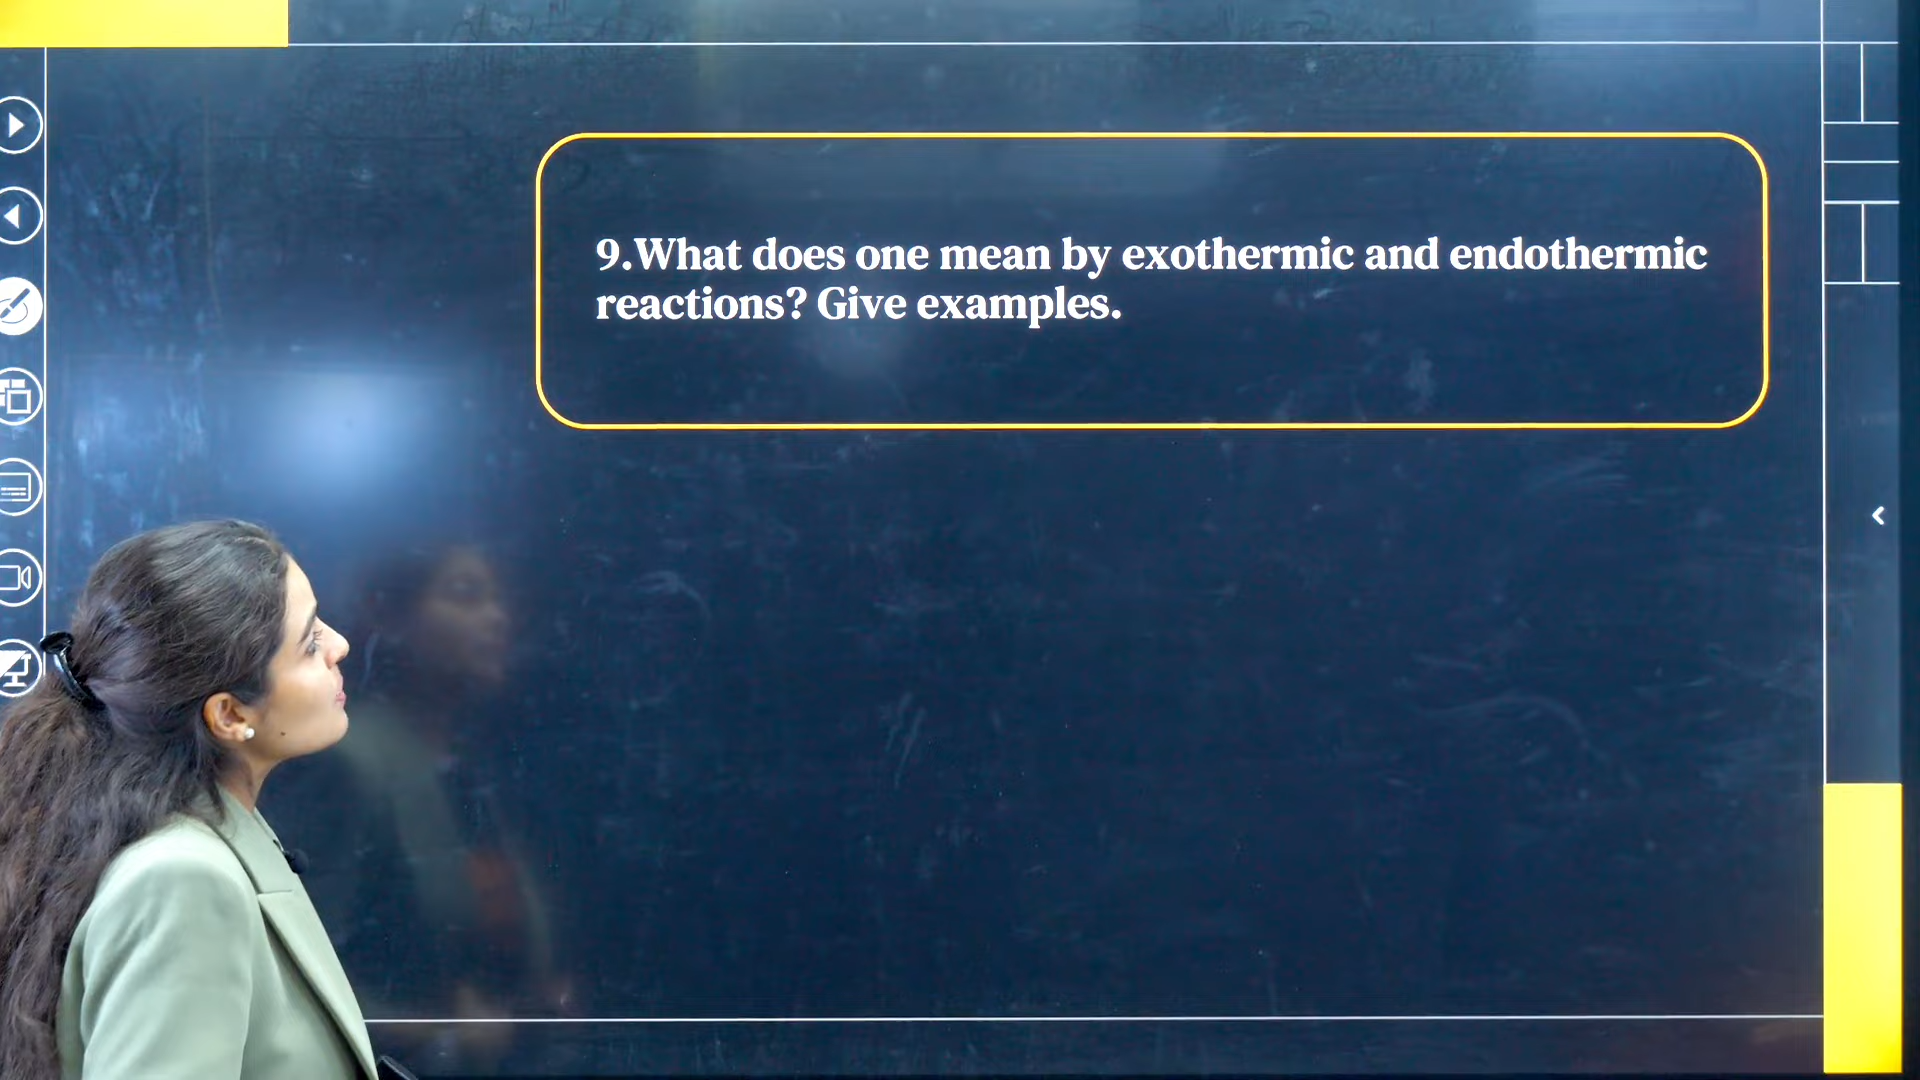 9.What does one mean by exothermic and endothermic
reactions? Give examples.